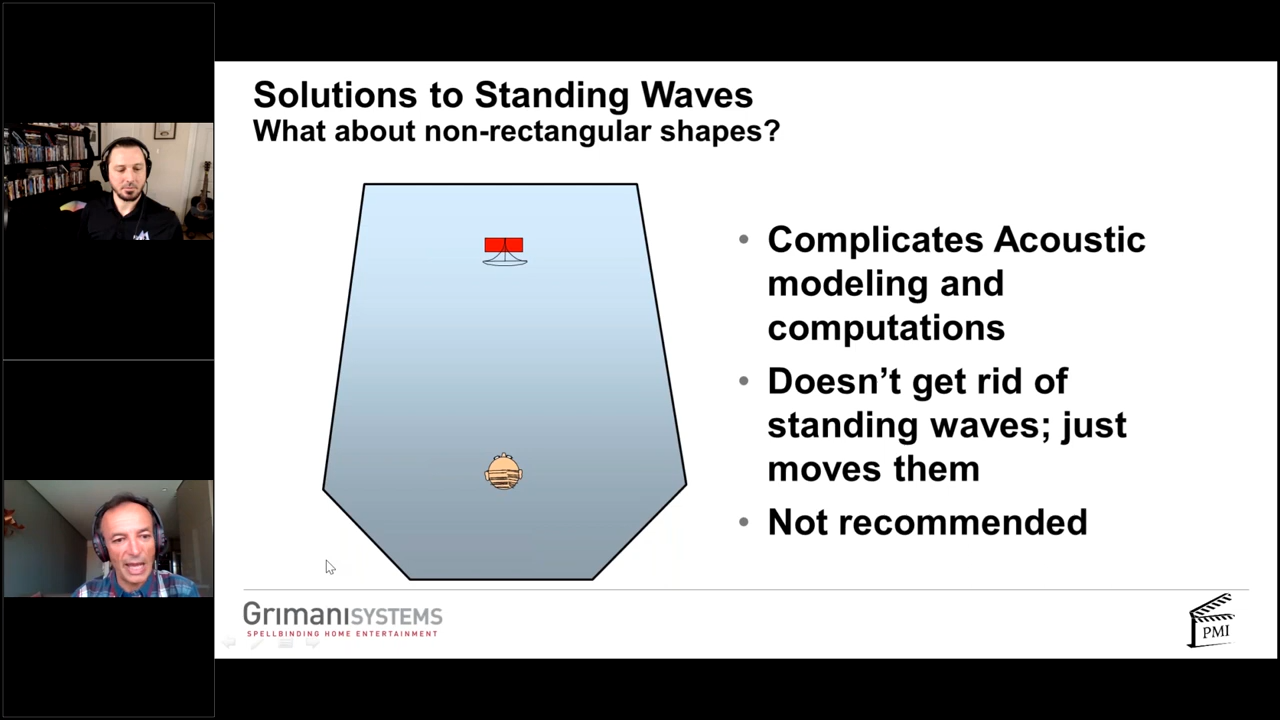 Solutions to Standing Waves
What about non-rectangular shapes?
• Complicates Acoustic
modeling and
computations
• Doesn’t get rid of
standing waves; just
moves them
• Not recommended
GrimaniSYSTEMS
SPELLBINDING HOME ENTERTAINMENT
PMI